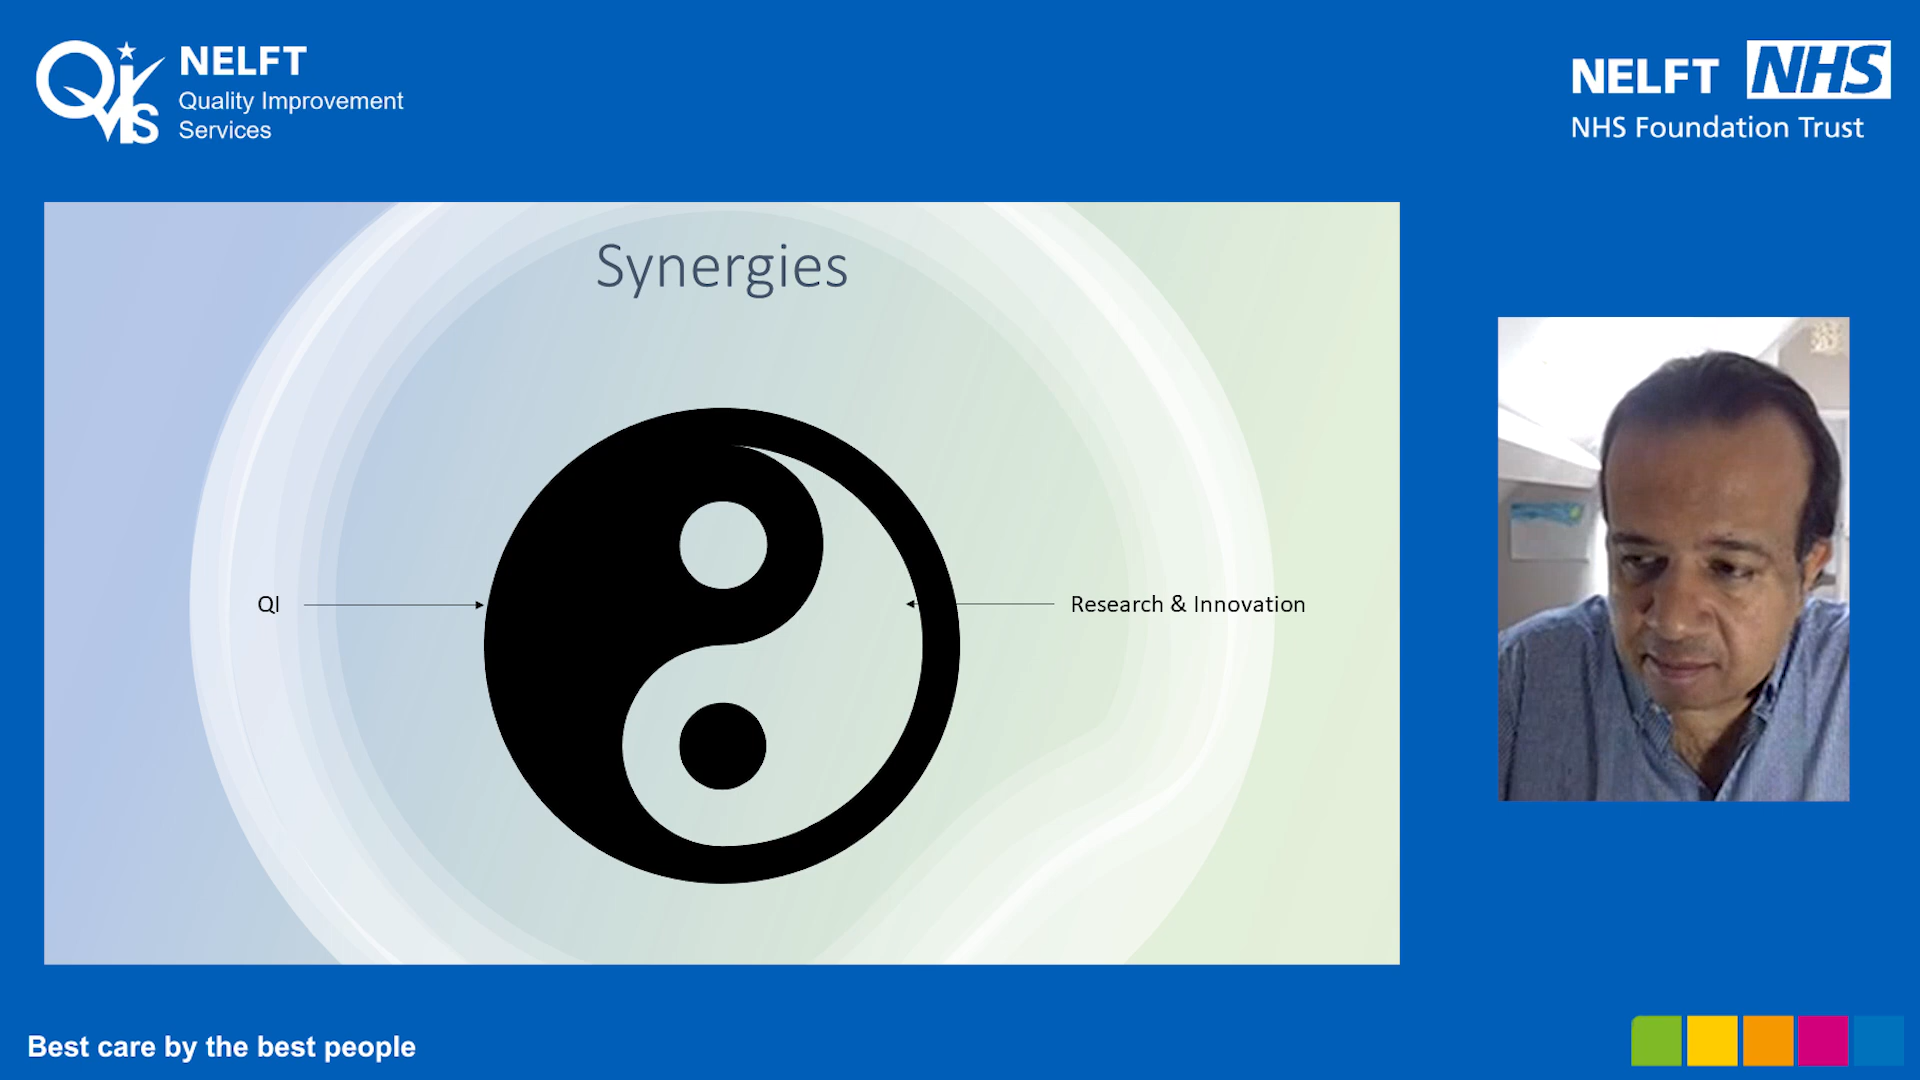 QIS
NELFT
Quality Improvement
Services
NELFT NHS
NHS Foundation Trust
Synergies
QI
Research & Innovation
Best care by the best people